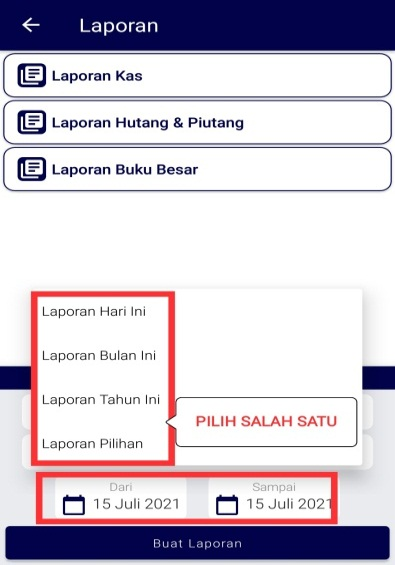 Laporan
Laporan Kas
Laporan Hutang & Piutang
Laporan Buku Besar
Laporan Hari Ini
Laporan Bulan Ini
Laporan Tahun Ini
PILIH SALAH SATU
Laporan Pilihan
Dari Sampai
15 Juli 2021 15 Juli 2021
Buat Laporan